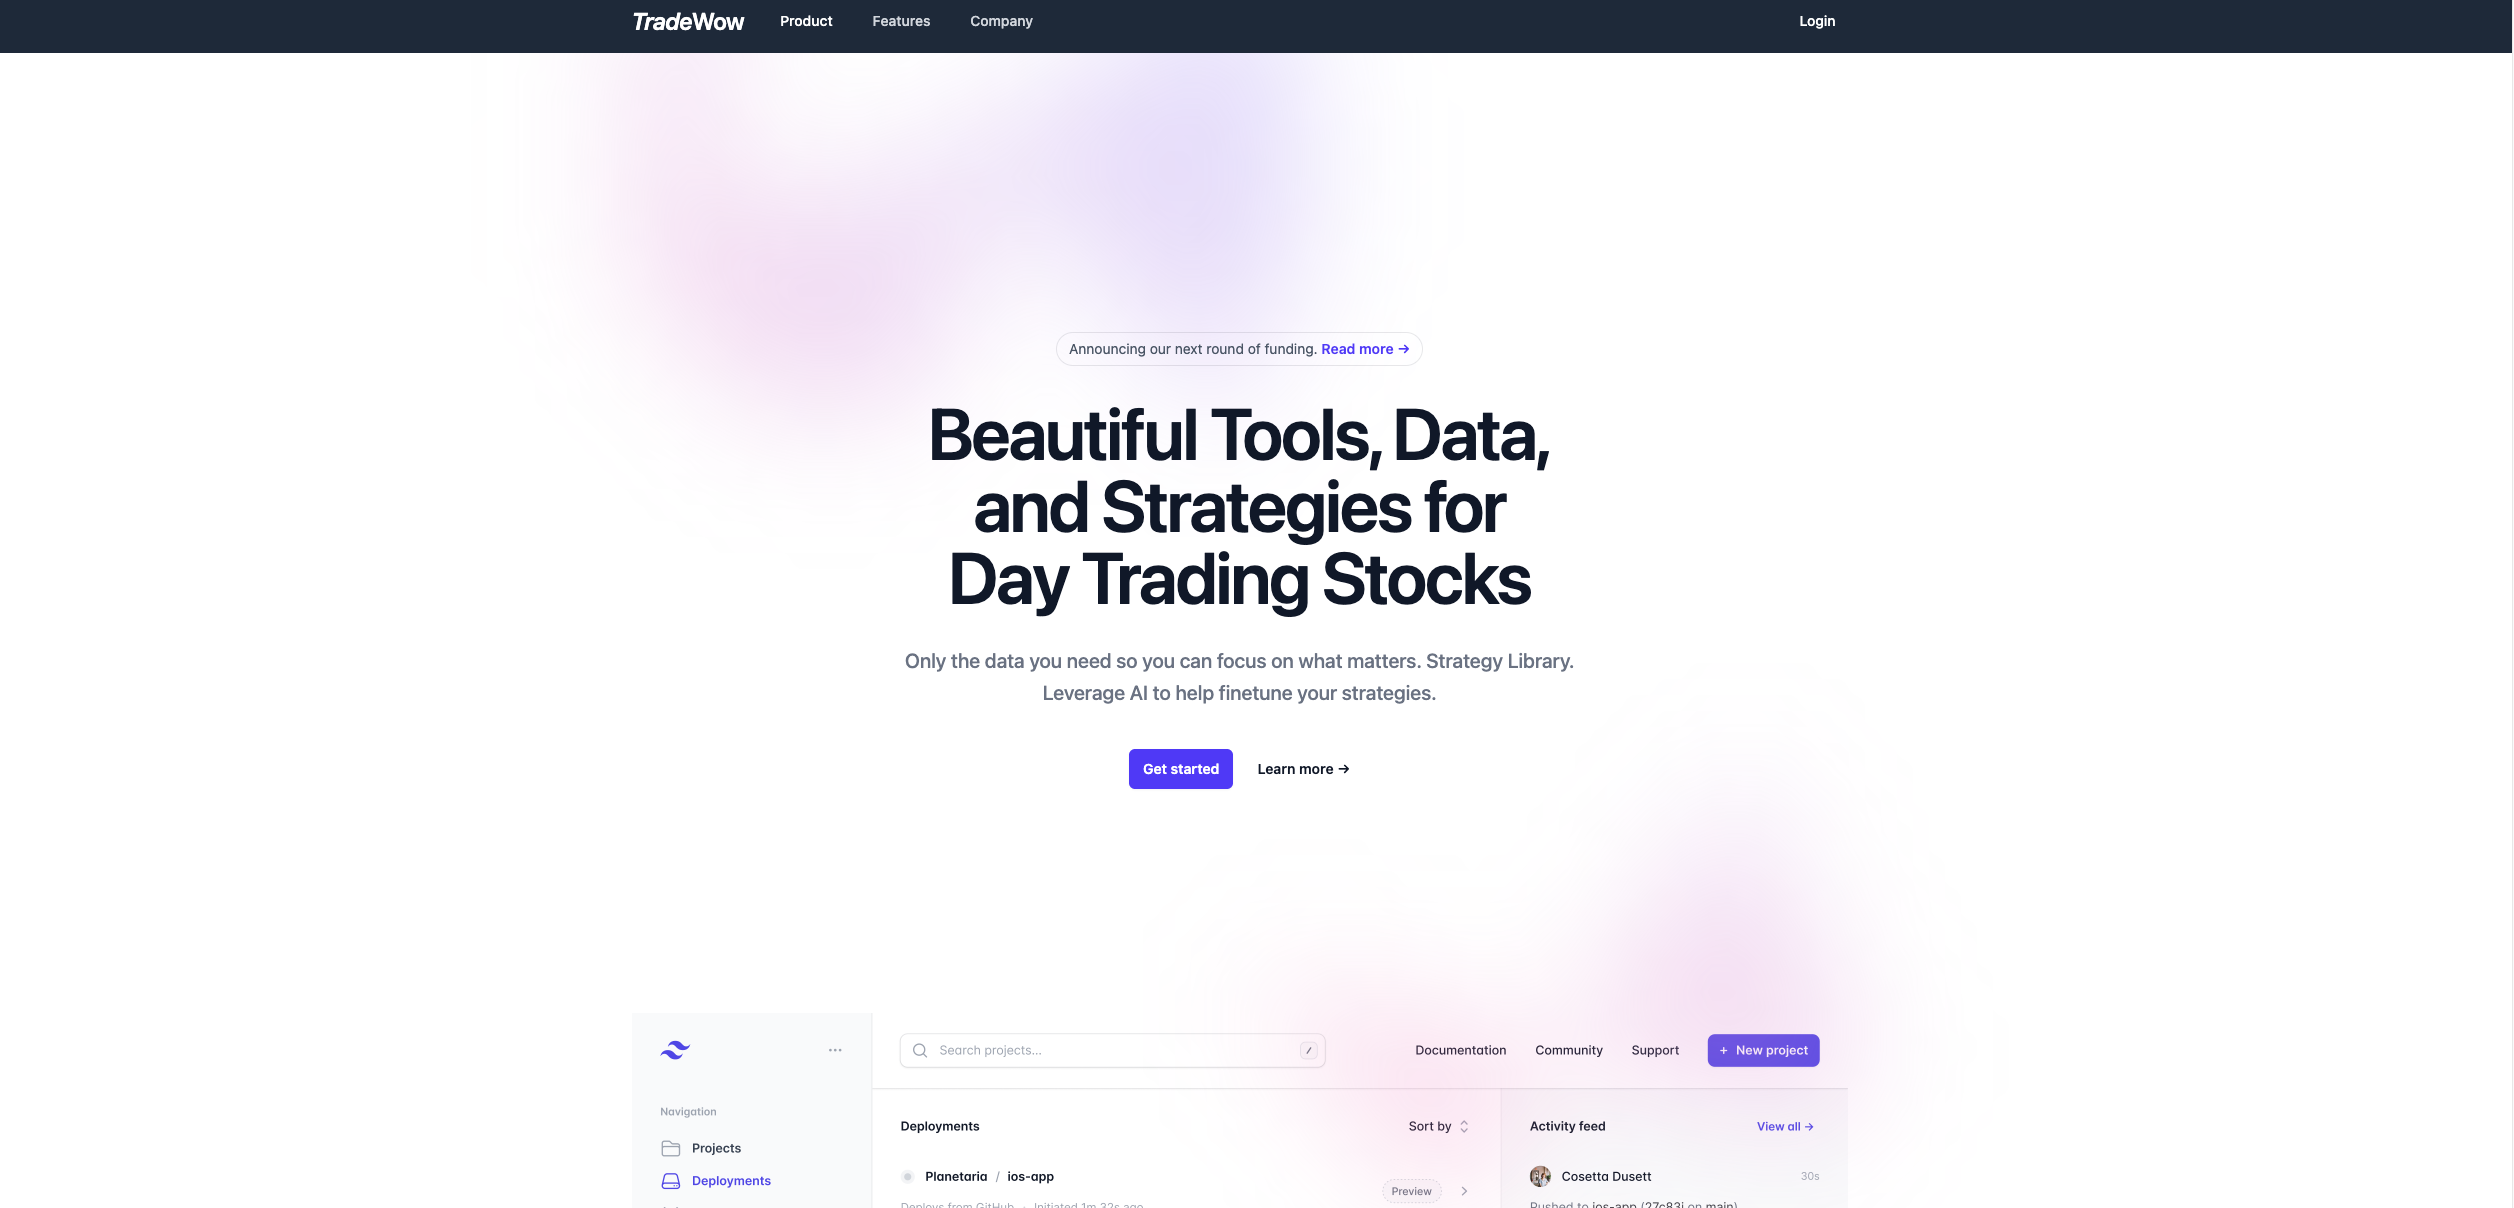 TradeWow Product Features Company Login
Announcing our next round of funding. Read more →
Beautiful Tools, Data,
and Strategies for
Day Trading Stocks
Only the data you need so you can focus on what matters. Strategy Library.
Leverage AI to help finetune your strategies.
Get started Learn more →
Search projects... / Documentation Community Support + New project
Navigation
Projects
Deployments
Deployments Sort by
Planetaria / ios-app
Preview
Deploys from GitHub · Initiated 1m 32s ago
Activity feed View all →
Cosetta Dusett 30s
Pushed to ios-app (27c83j on main)